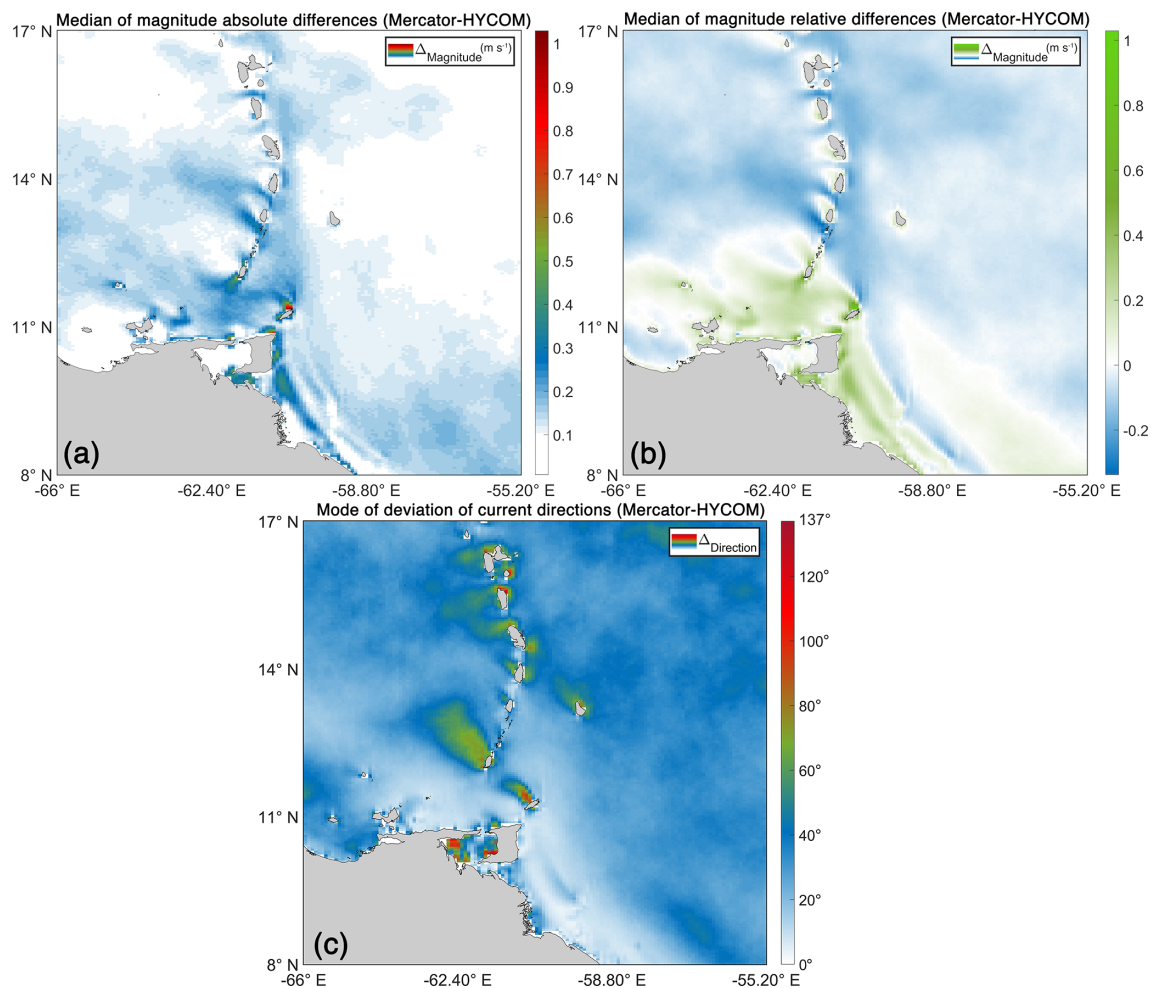 Median of magnitude absolute differences (Mercator-HYCOM)
17° N
14° N
11° N
8° N
-66° E
-62.40° E
-58.80° E
-55.20° E
Δ Magnitude (m s⁻¹)
(a)
1
0.9
0.8
0.7
0.6
0.5
0.4
0.3
0.2
0.1
Median of magnitude relative differences (Mercator-HYCOM)
17° N
14° N
11° N
8° N
-66° E
-62.40° E
-58.80° E
-55.20° E
Δ Magnitude (m s⁻¹)
(b)
1
0.8
0.6
0.4
0.2
0
-0.2
Mode of deviation of current directions (Mercator-HYCOM)
17° N
14° N
11° N
8° N
-66° E
-62.40° E
-58.80° E
-55.20° E
Δ Direction
(c)
137°
120°
100°
80°
60°
40°
20°
0°